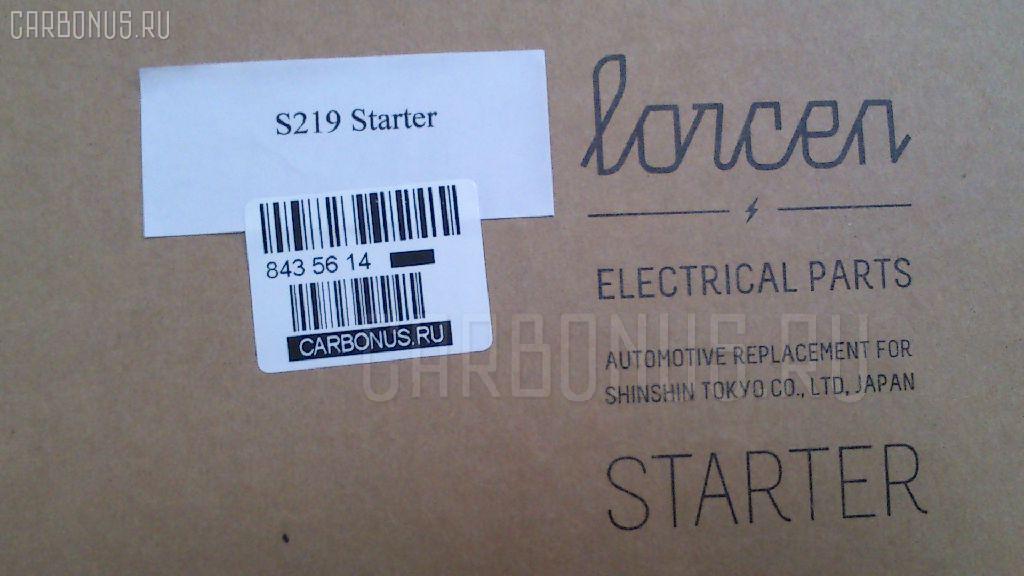 CARBONUS.RU
S219 Starter
843 56 14
CARBONUS.RU
lorcen
ELECTRICAL PARTS
AUTOMOTIVE REPLACEMENT FOR
SHINSHIN TOKYO CO., LTD, JAPAN
STARTER
CARBONUS.RU